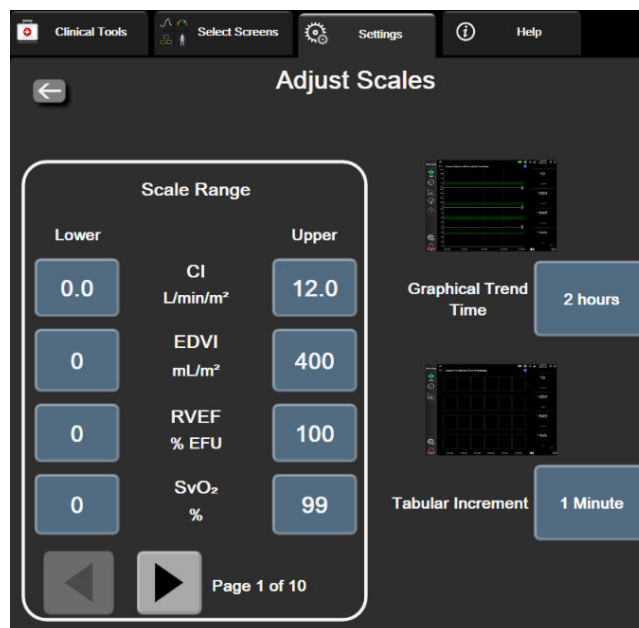 Clinical Tools
Select Screens
Settings
Help
Adjust Scales
Scale Range
Lower
Upper
0.0
CI
L/min/m²
12.0
0
EDVI
mL/m²
400
0
RVEF
% EFU
100
0
SvO₂
%
99
Page 1 of 10
Graphical Trend
Time
2 hours
Tabular Increment
1 Minute